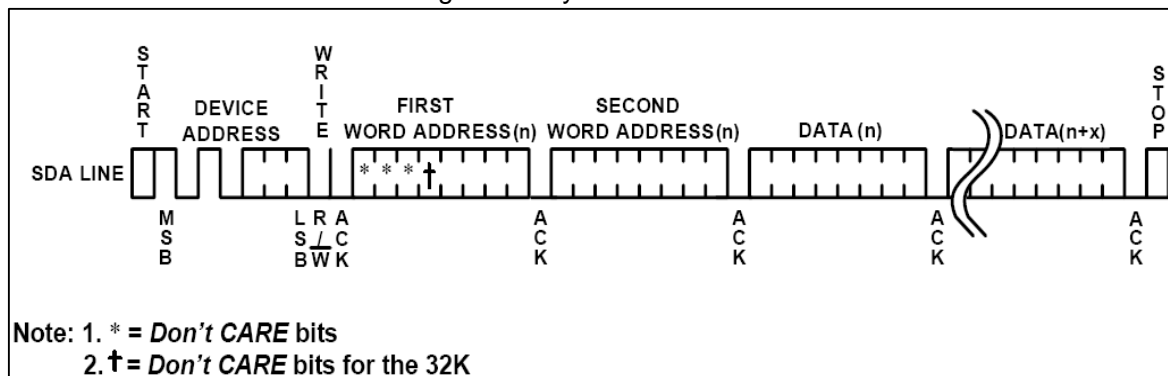 START
WRITE
STOP
DEVICE ADDRESS
FIRST WORD ADDRESS(n)
SECOND WORD ADDRESS(n)
DATA (n)
DATA(n+x)
SDA LINE
* * * †
MSB
LSB
R/W
ACK
ACK
ACK
ACK
ACK
Note: 1. * = Don't CARE bits
2. † = Don't CARE bits for the 32K